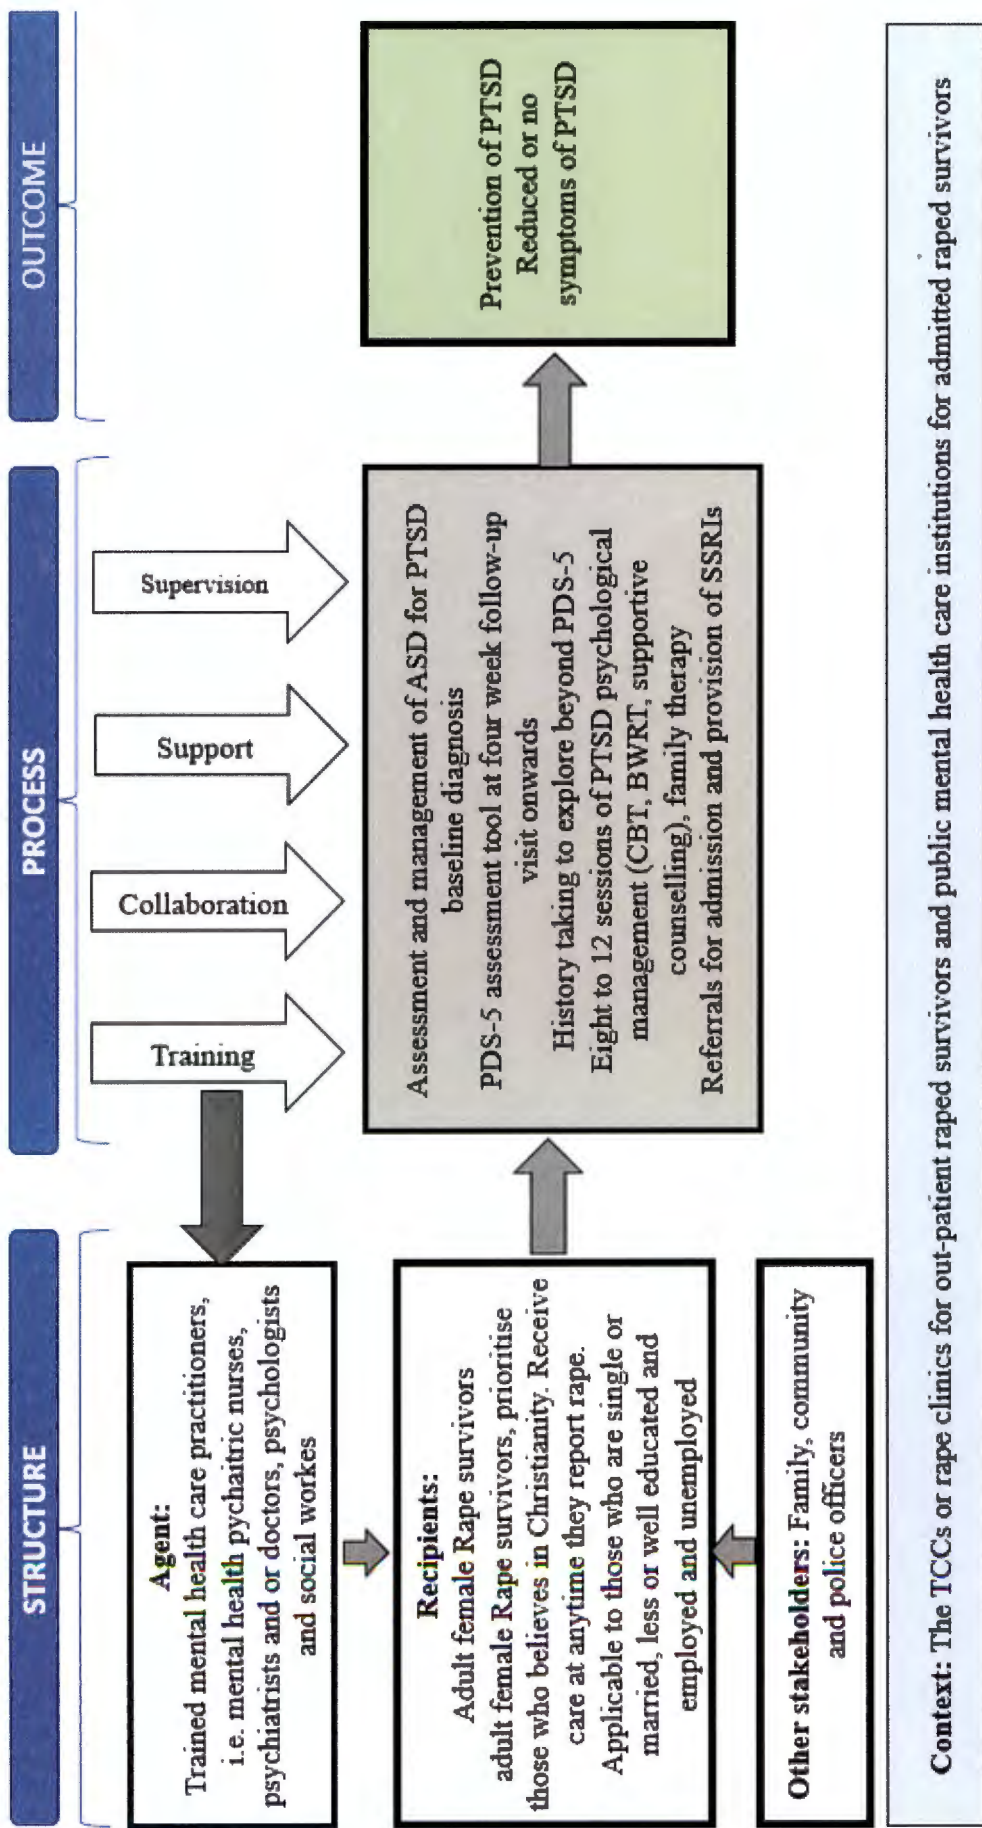 STRUCTURE
PROCESS
OUTCOME
Agent:
Trained mental health care practitioners,
i.e. mental health pychaitric nurses,
psychiatrists and or doctors, psychologists
and social workes
Recipients:
Adult female Rape survivors
adult female Rape survivors, prioritise
those who believes in Christianity. Receive
care at anytime they report rape.
Applicable to those who are single or
married, less or well educated and
employed and unemployed
Other stakeholders: Family, community
and police officers
Training
Collaboration
Support
Supervision
Assessment and management of ASD for PTSD
baseline diagnosis
PDS-5 assessment tool at four week follow-up
visit onwards
History taking to explore beyond PDS-5
Eight to 12 sessions of PTSD psychological
management (CBT, BWRT, supportive
counselling), family therapy
Referrals for admission and provision of SSRIs
Prevention of PTSD
Reduced or no
symptoms of PTSD
Context: The TCCs or rape clinics for out-patient raped survivors and public mental health care institutions for admitted raped survivors